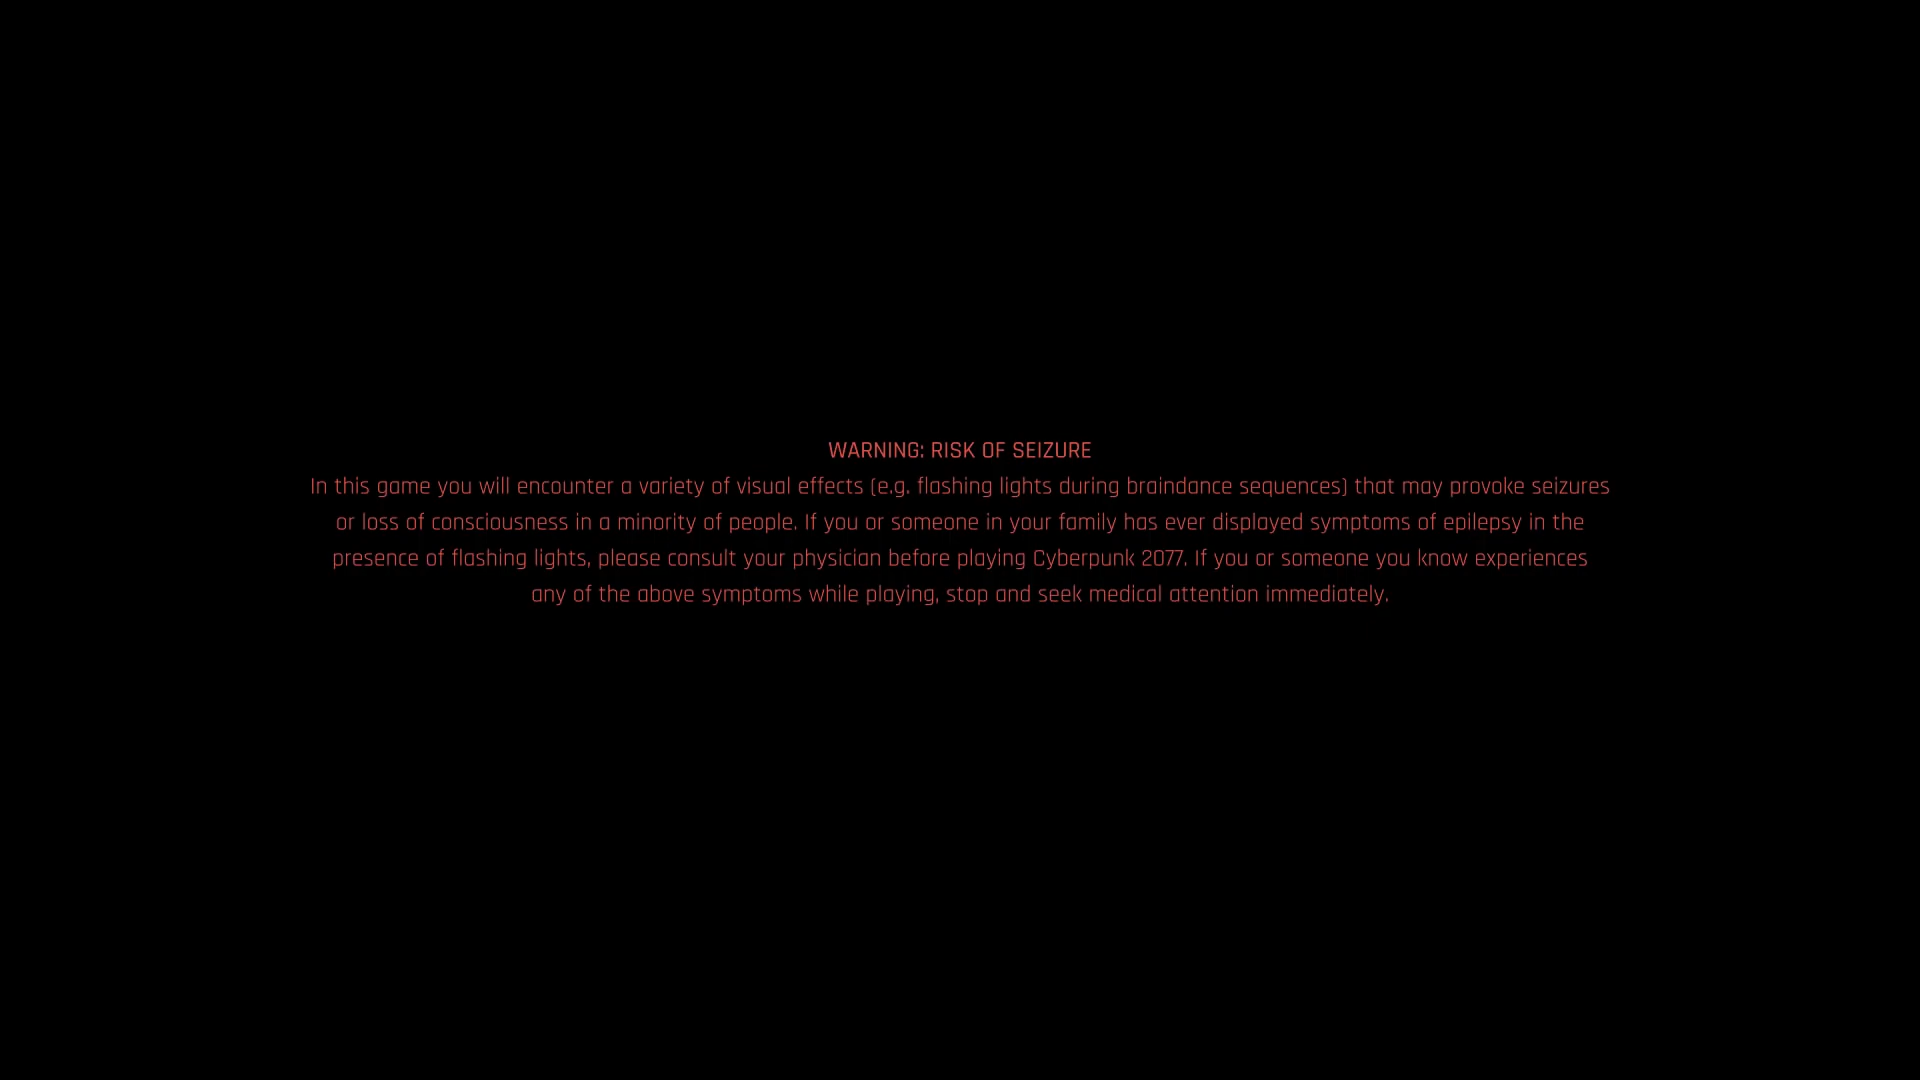 WARNING: RISK OF SEIZURE
In this game you will encounter a variety of visual effects (e.g. flashing lights during braindance sequences) that may provoke seizures
or loss of consciousness in a minority of people. If you or someone in your family has ever displayed symptoms of epilepsy in the
presence of flashing lights, please consult your physician before playing Cyberpunk 2077. If you or someone you know experiences
any of the above symptoms while playing, stop and seek medical attention immediately.